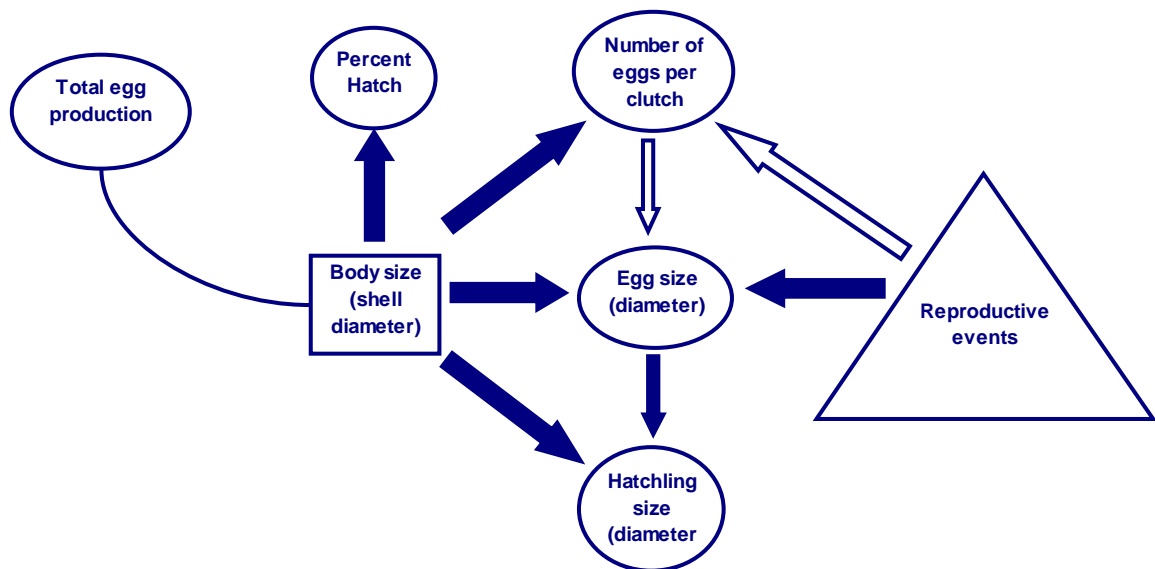 Total egg
production
Percent
Hatch
Number of
eggs per
clutch
Body size
(shell
diameter)
Egg size
(diameter)
Reproductive
events
Hatchling
size
(diameter